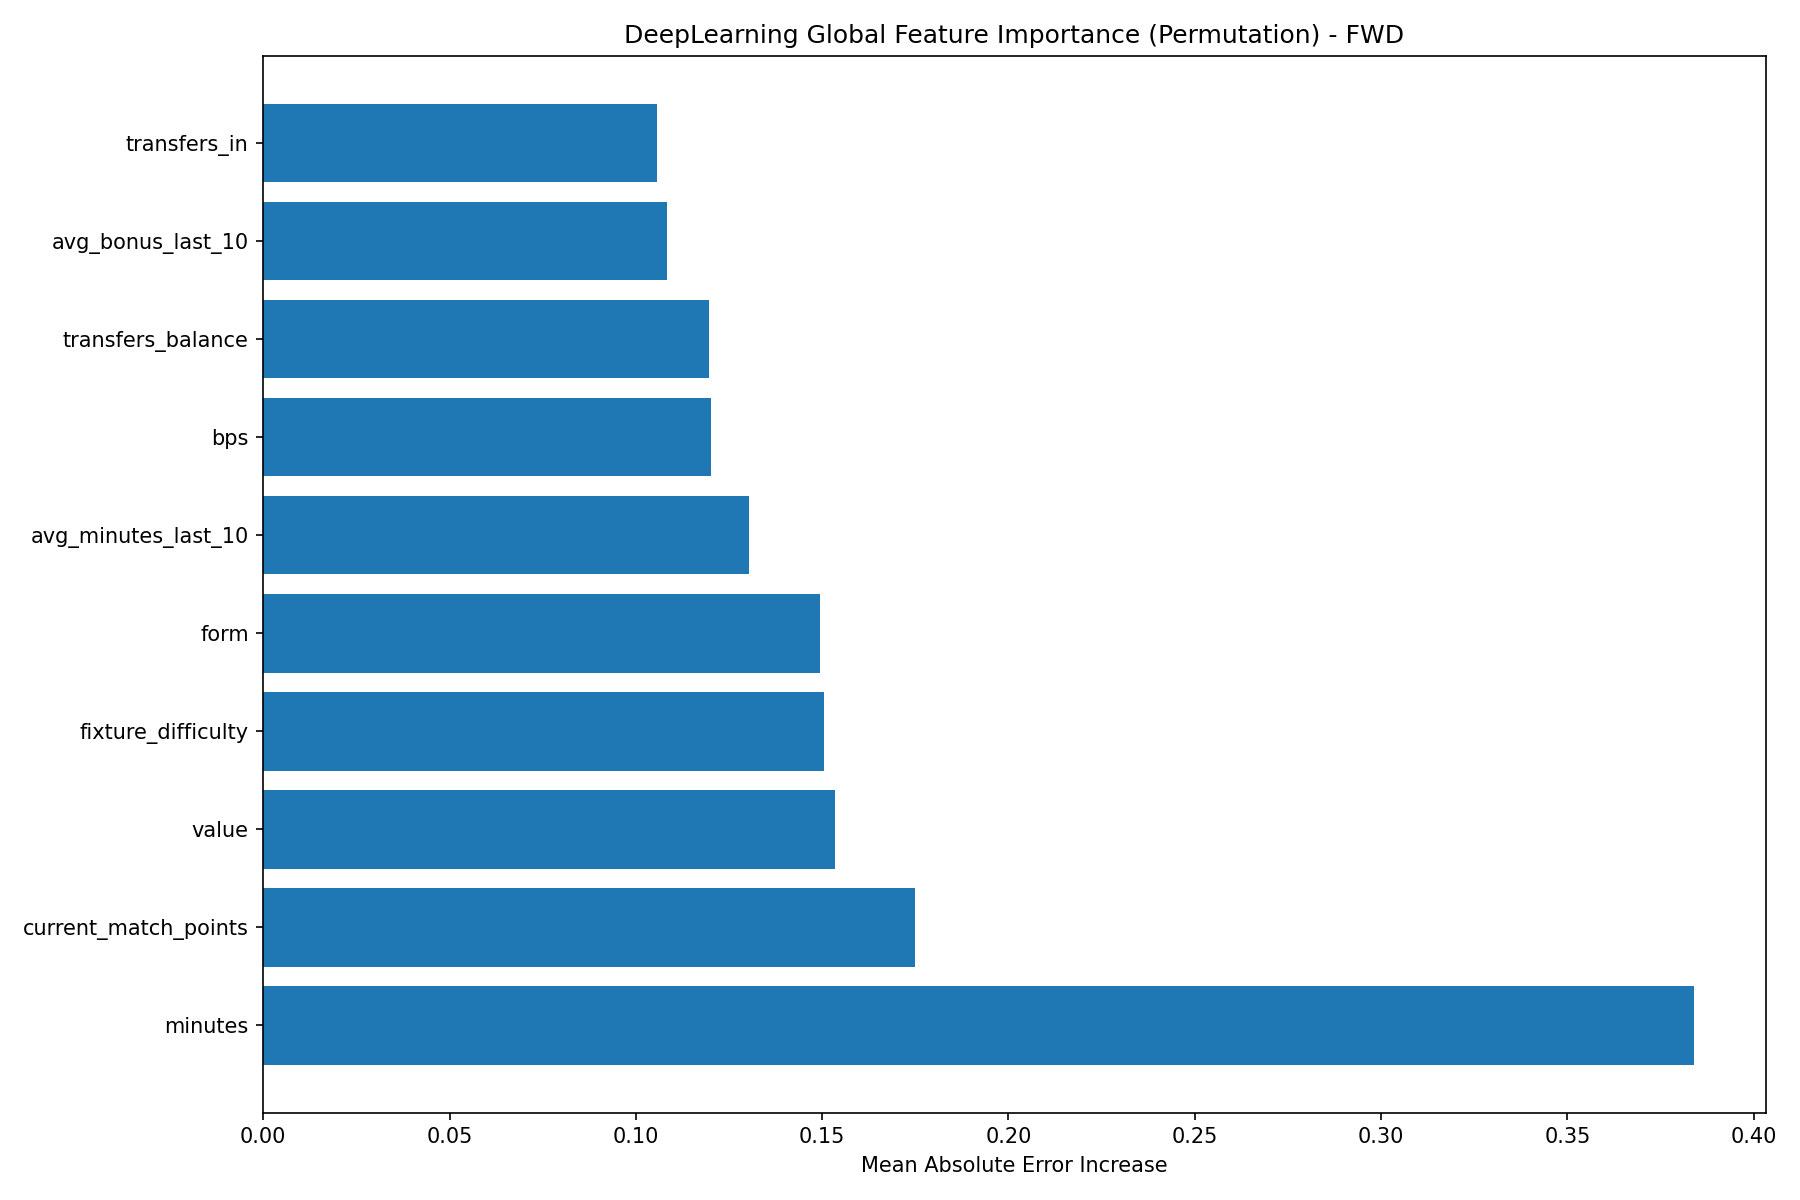 DeepLearning Global Feature Importance (Permutation) - FWD
transfers_in
avg_bonus_last_10
transfers_balance
bps
avg_minutes_last_10
form
fixture_difficulty
value
current_match_points
minutes
0.00 0.05 0.10 0.15 0.20 0.25 0.30 0.35 0.40
Mean Absolute Error Increase